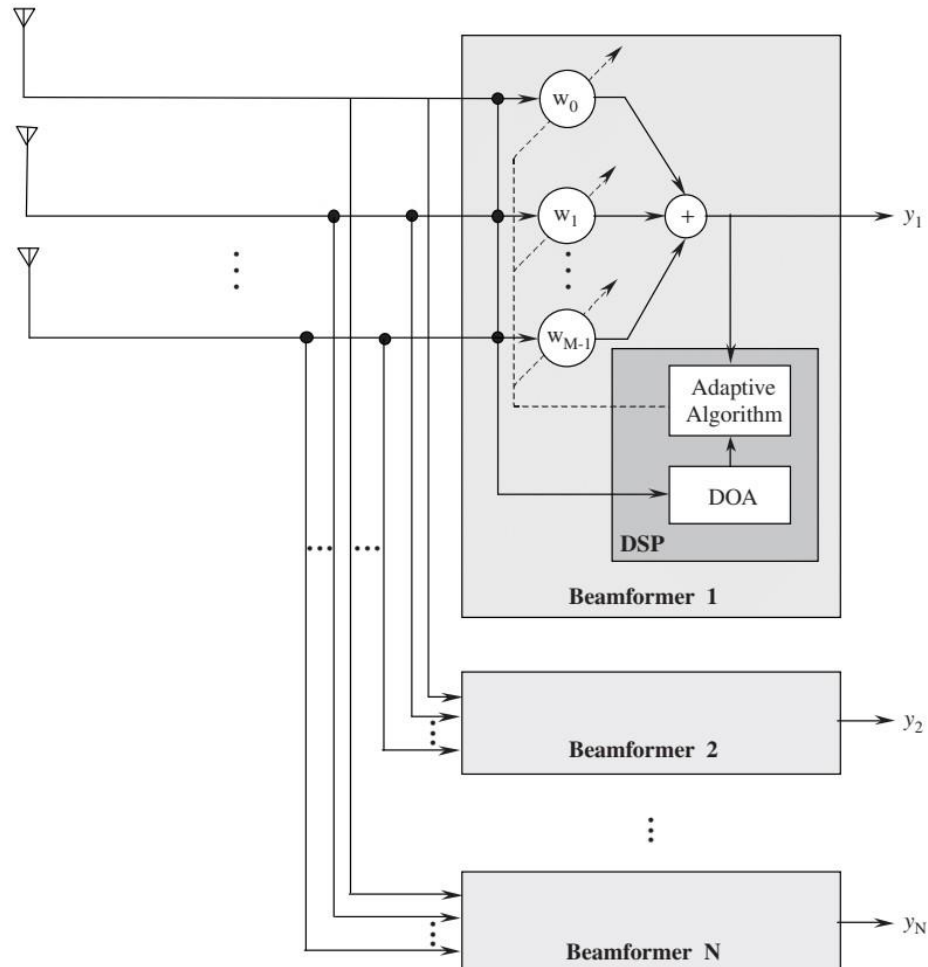 w0
w1
+
y1
wM-1
Adaptive
Algorithm
DOA
DSP
Beamformer 1
y2
Beamformer 2
yN
Beamformer N